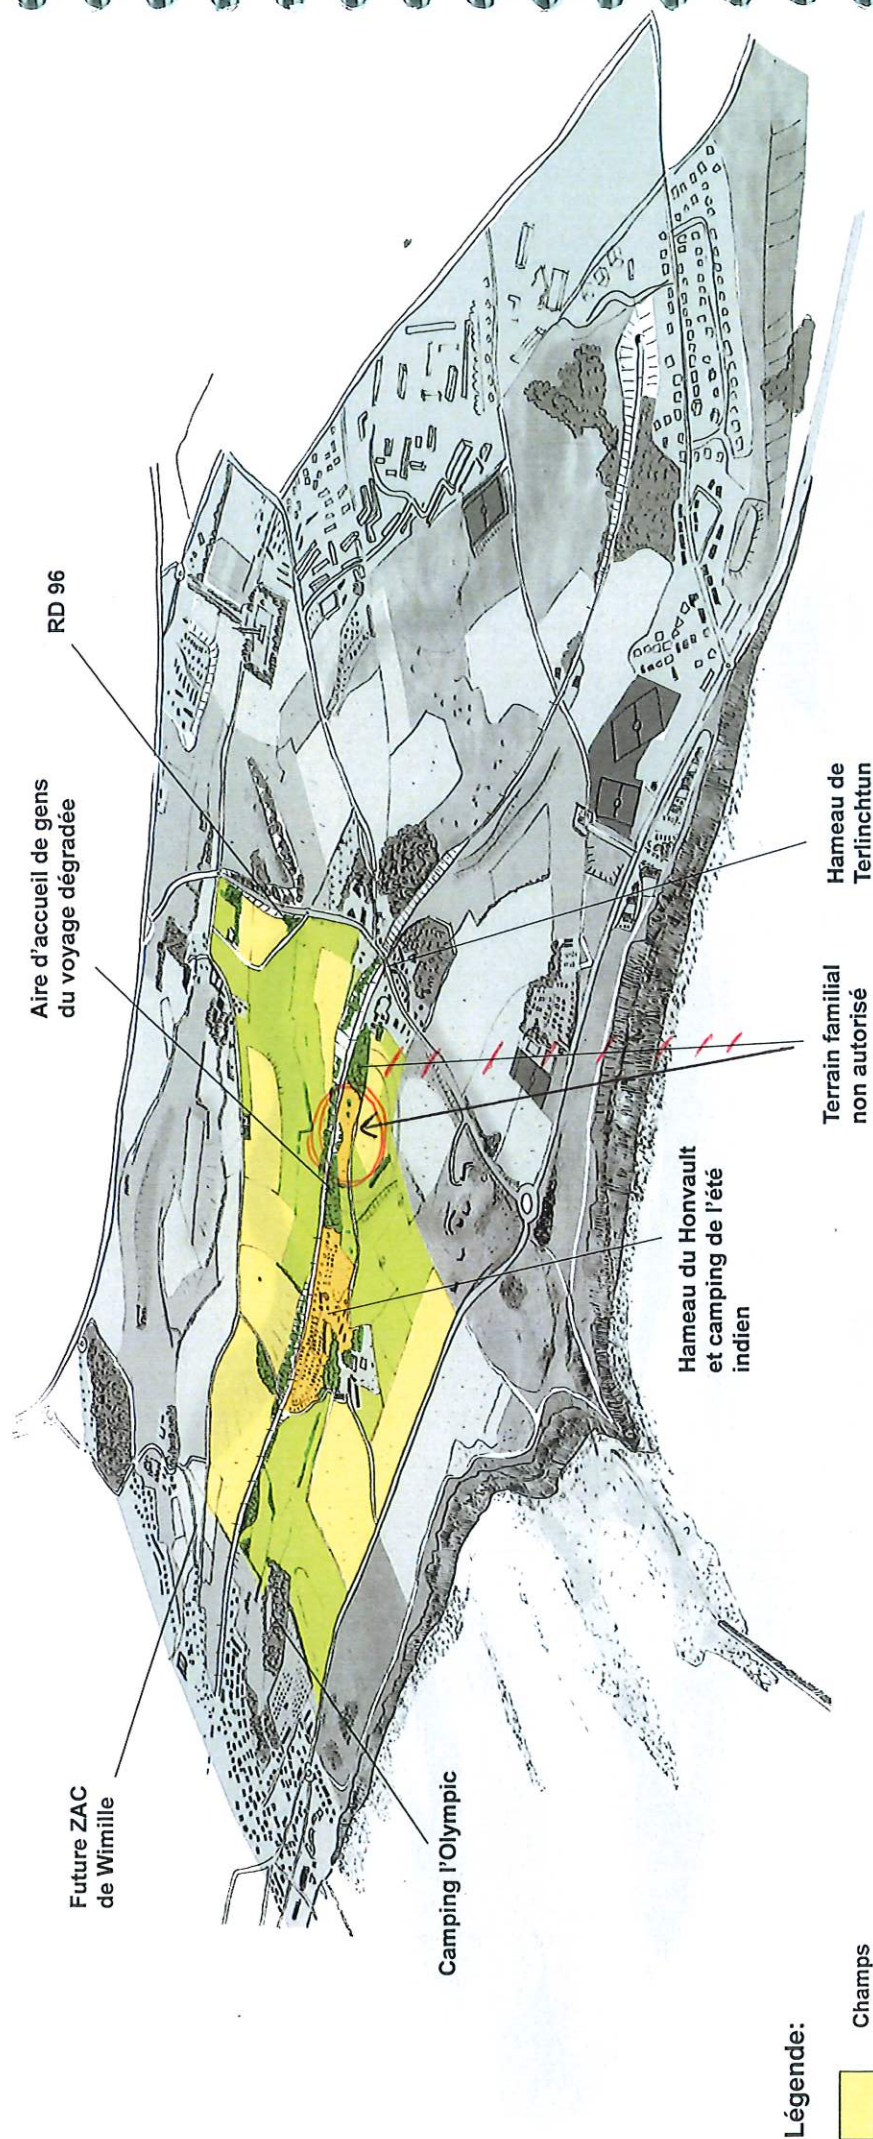 Future ZAC
de Wimille
Aire d'accueil de gens
du voyage dégradée
RD 96
Camping l'Olympic
Hameau du Honvault
et camping de l'été
indien
Terrain familial
non autorisé
Hameau de
Terlinchtun
Légende:
Champs